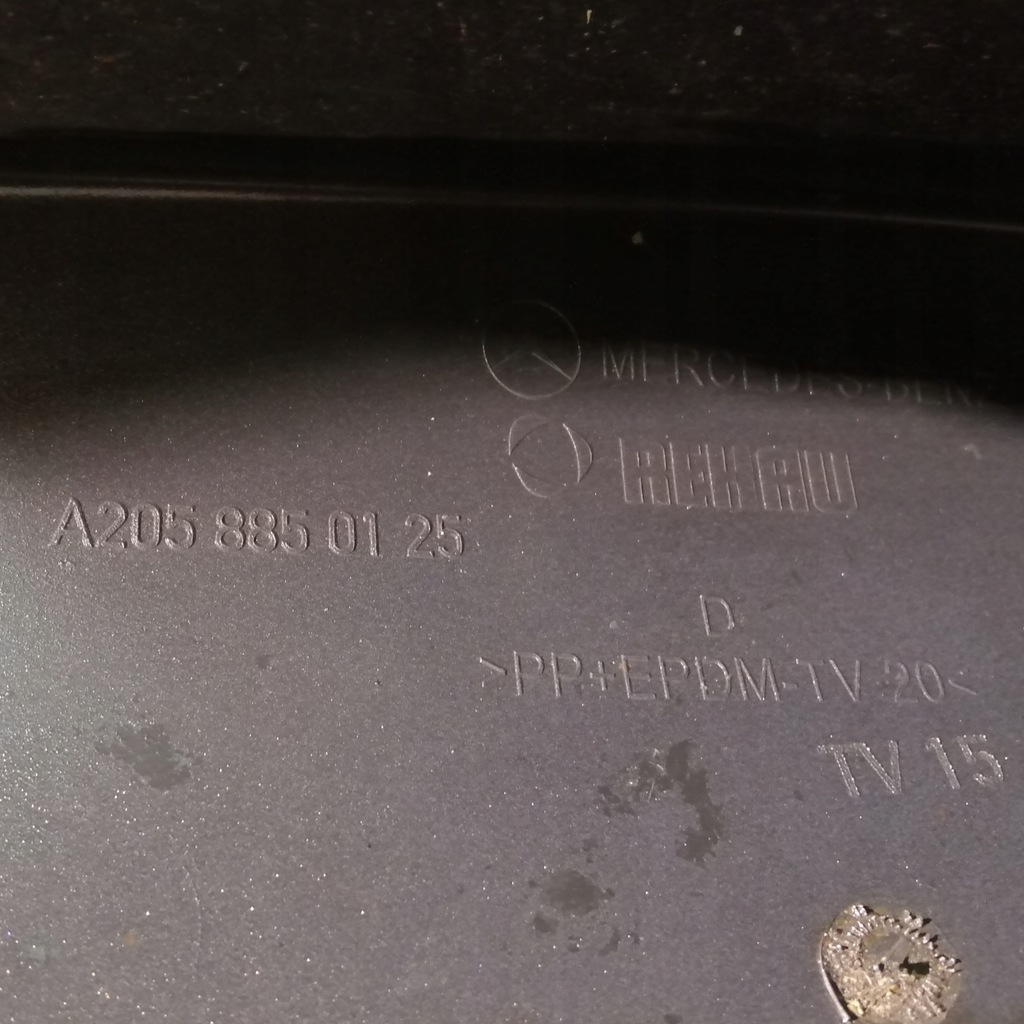 MERCEDES-BENZ
REHAU
A205 885 01 25
D
>PP+EPDM-TV 20<
TV 15